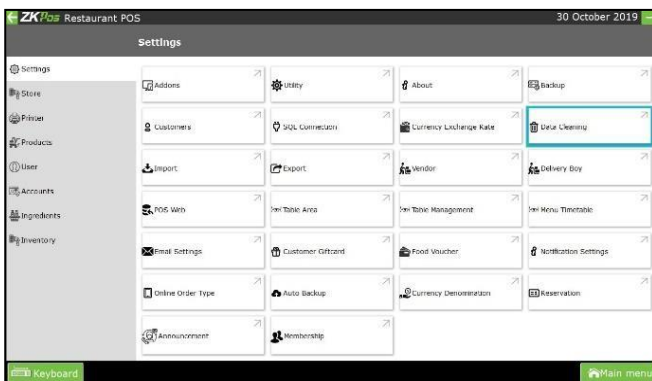 ZKPos Restaurant POS
30 October 2019
Settings
Settings
Store
Printer
Products
User
Accounts
Ingredients
Inventory
Addons
Utility
About
Backup
Customers
SQL Connection
Currency Exchange Rate
Data Cleaning
Import
Export
Vendor
Delivery Boy
POS Web
Table Area
Table Management
Menu Timetable
Email Settings
Customer Giftcard
Food Voucher
Notification Settings
Online Order Type
Auto Backup
Currency Denomination
Reservation
Announcement
Membership
Keyboard
Main menu